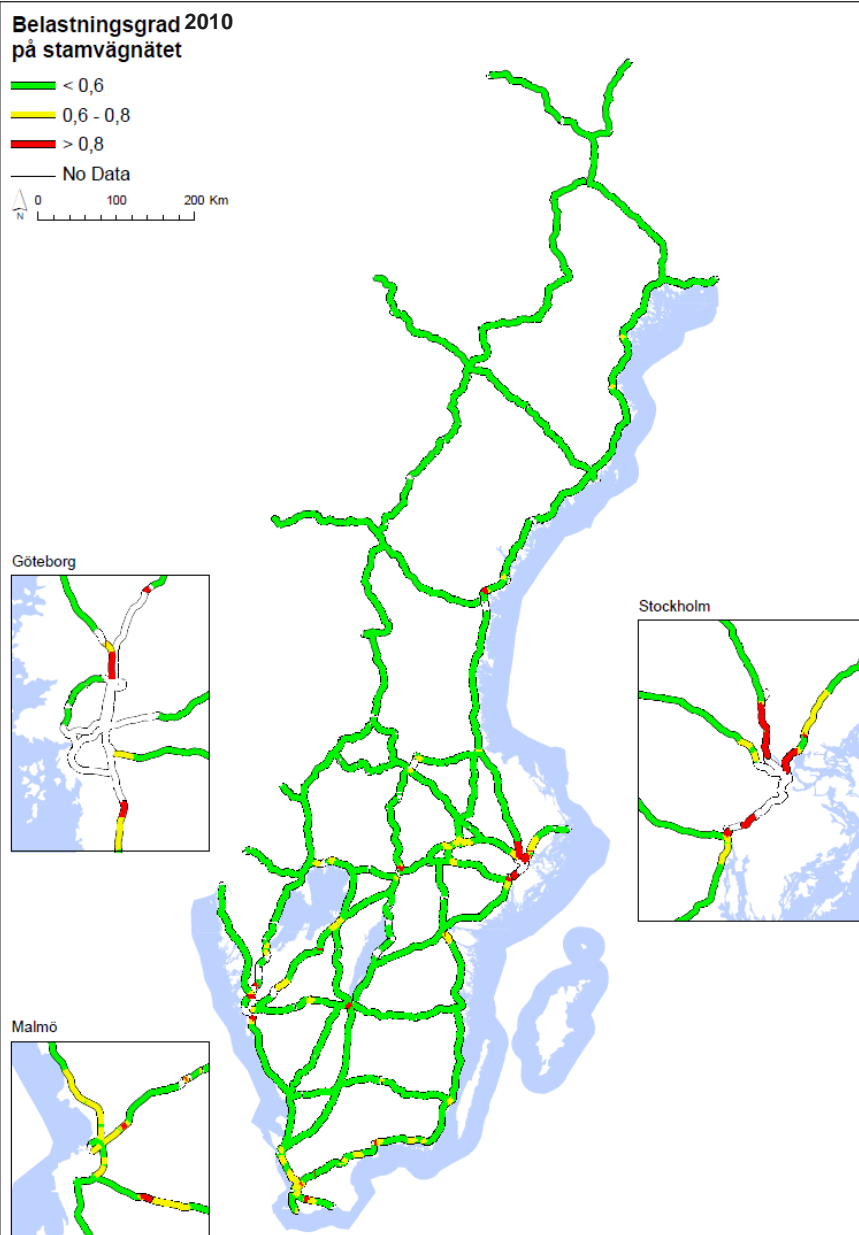 Belastningsgrad 2010
på stamvägnätet
< 0,6
0,6 - 0,8
> 0,8
No Data
N
0 100 200 Km
Göteborg
Stockholm
Malmö